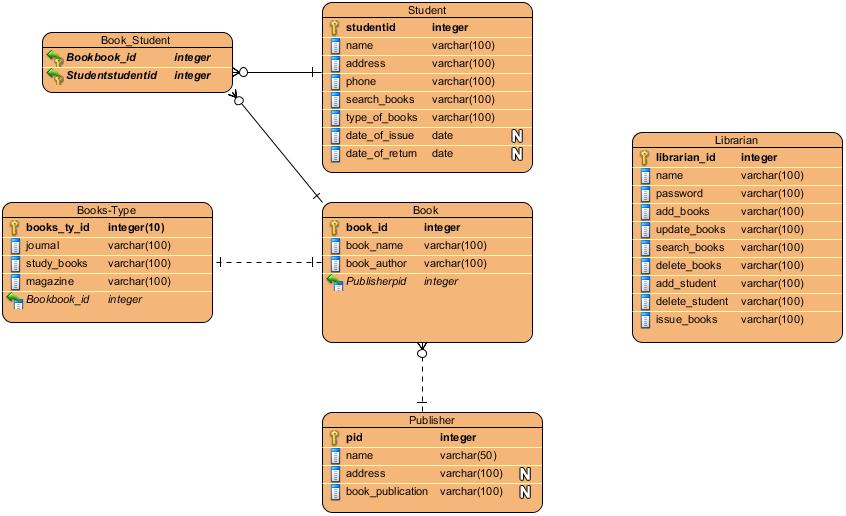 Student
studentid integer
name varchar(100)
address varchar(100)
phone varchar(100)
search_books varchar(100)
type_of_books varchar(100)
date_of_issue date N
date_of_return date N
Book_Student
Bookbook_id integer
Studentstudentid integer
Librarian
librarian_id integer
name varchar(100)
password varchar(100)
add_books varchar(100)
update_books varchar(100)
search_books varchar(100)
delete_books varchar(100)
add_student varchar(100)
delete_student varchar(100)
issue_books varchar(100)
Books-Type
books_ty_id integer(10)
journal varchar(100)
study_books varchar(100)
magazine varchar(100)
Bookbook_id integer
Book
book_id integer
book_name varchar(100)
book_author varchar(100)
Publisherpid integer
Publisher
pid integer
name varchar(50)
address varchar(100) N
book_publication varchar(100) N